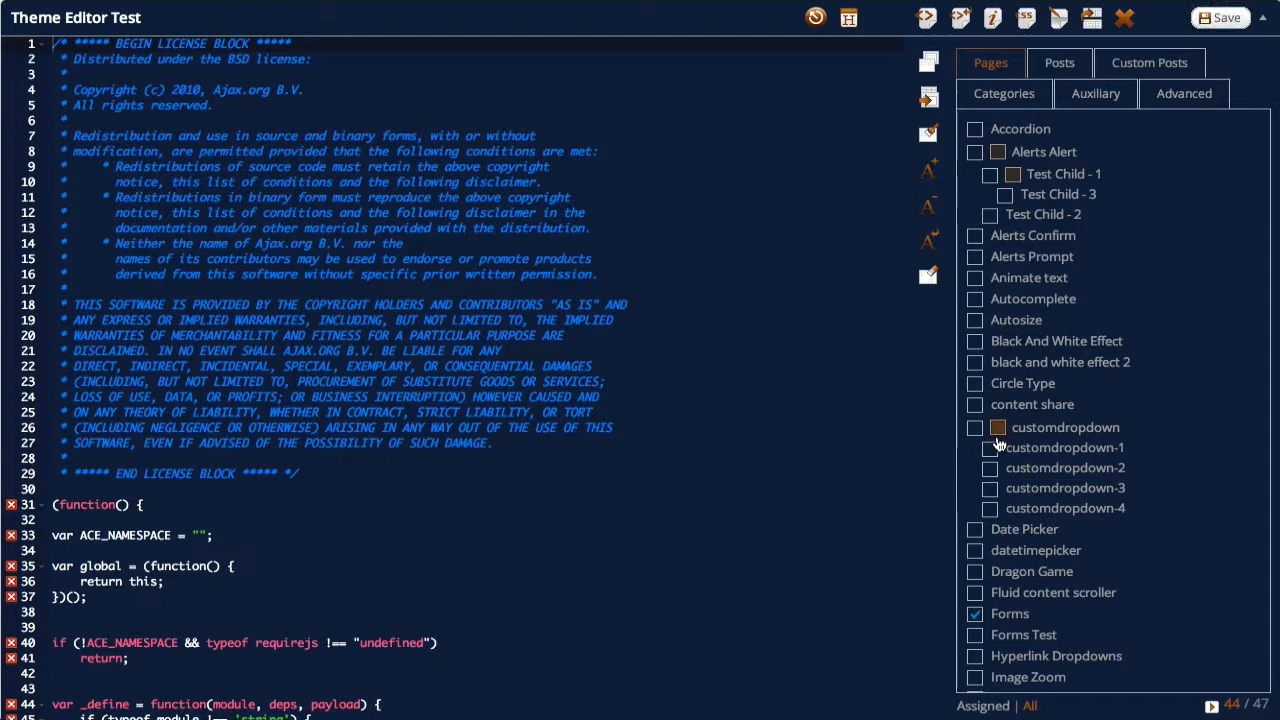 Theme Editor Test
H
i
css
Save
1 /* ***** BEGIN LICENSE BLOCK *****
2 * Distributed under the BSD license:
3 *
4 * Copyright (c) 2010, Ajax.org B.V.
5 * All rights reserved.
6 *
7 * Redistribution and use in source and binary forms, with or without
8 * modification, are permitted provided that the following conditions are met:
9 * Redistributions of source code must retain the above copyright
10 notice, this list of conditions and the following disclaimer.
11 * Redistributions in binary form must reproduce the above copyright
12 notice, this list of conditions and the following disclaimer in the
13 documentation and/or other materials provided with the distribution.
14 * Neither the name of Ajax.org B.V. nor the
15 names of its contributors may be used to endorse or promote products
16 derived from this software without specific prior written permission.
17 *
18 * THIS SOFTWARE IS PROVIDED BY THE COPYRIGHT HOLDERS AND CONTRIBUTORS "AS IS" AND
19 * ANY EXPRESS OR IMPLIED WARRANTIES, INCLUDING, BUT NOT LIMITED TO, THE IMPLIED
20 * WARRANTIES OF MERCHANTABILITY AND FITNESS FOR A PARTICULAR PURPOSE ARE
21 * DISCLAIMED. IN NO EVENT SHALL AJAX.ORG B.V. BE LIABLE FOR ANY
22 * DIRECT, INDIRECT, INCIDENTAL, SPECIAL, EXEMPLARY, OR CONSEQUENTIAL DAMAGES
23 * (INCLUDING, BUT NOT LIMITED TO, PROCUREMENT OF SUBSTITUTE GOODS OR SERVICES;
24 * LOSS OF USE, DATA, OR PROFITS; OR BUSINESS INTERRUPTION) HOWEVER CAUSED AND
25 * ON ANY THEORY OF LIABILITY, WHETHER IN CONTRACT, STRICT LIABILITY, OR TORT
26 * (INCLUDING NEGLIGENCE OR OTHERWISE) ARISING IN ANY WAY OUT OF THE USE OF THIS
27 * SOFTWARE, EVEN IF ADVISED OF THE POSSIBILITY OF SUCH DAMAGE.
28 *
29 * ***** END LICENSE BLOCK ***** */
30
31 (function() {
32
33 var ACE_NAMESPACE = "";
34
35 var global = (function() {
36 return this;
37 })();
38
39
40 if (!ACE_NAMESPACE && typeof requirejs !== "undefined")
41 return;
42
43
44 var _define = function(module, deps, payload) {
45 if (typeof module !== 'string') {
A+
A-
A
Pages
Posts
Custom Posts
Categories
Auxiliary
Advanced
Accordion
Alerts Alert
Test Child - 1
Test Child - 3
Test Child - 2
Alerts Confirm
Alerts Prompt
Animate text
Autocomplete
Autosize
Black And White Effect
black and white effect 2
Circle Type
content share
customdropdown
customdropdown-1
customdropdown-2
customdropdown-3
customdropdown-4
Date Picker
datetimepicker
Dragon Game
Fluid content scroller
Forms
Forms Test
Hyperlink Dropdowns
Image Zoom
Assigned | All
44 / 47